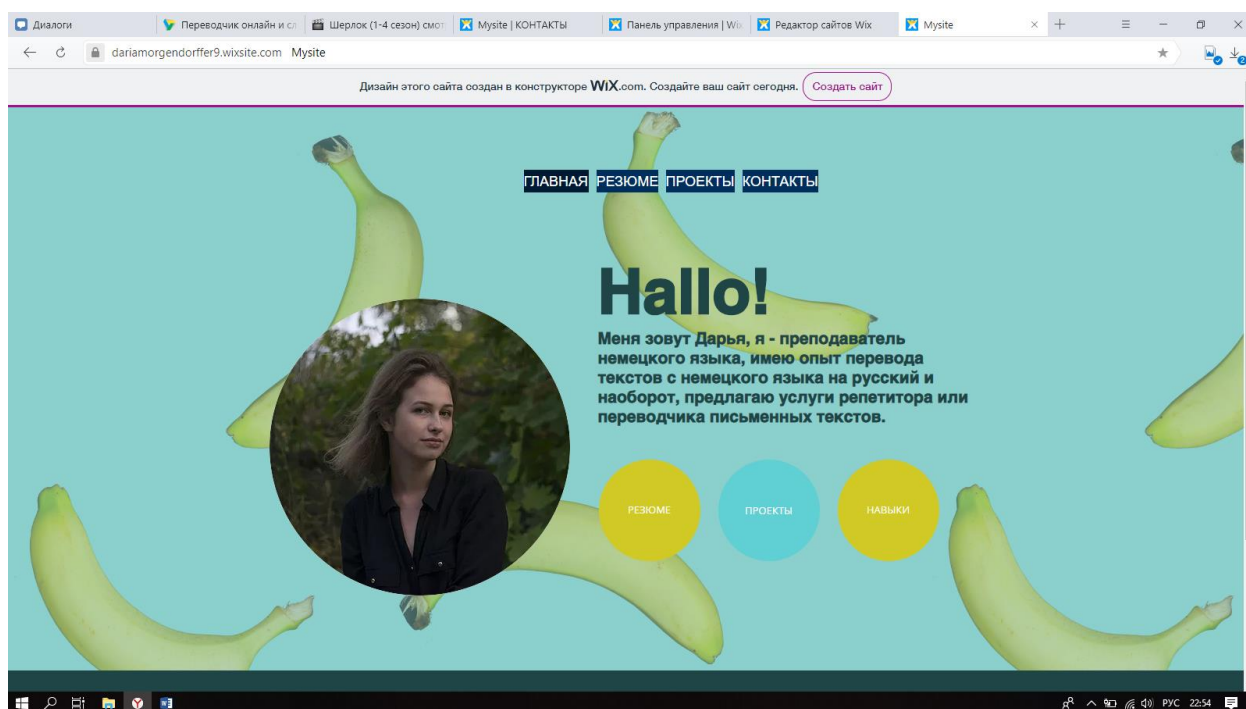 Диалоги
Переводчик онлайн и сл
Шерлок (1-4 сезон) смот
Mysite | КОНТАКТЫ
Панель управления | Wix
Редактор сайтов Wix
Mysite
dariamorgendorffer9.wixsite.com Mysite
2
Дизайн этого сайта создан в конструкторе WiX.com. Создайте ваш сайт сегодня. Создать сайт
ГЛАВНАЯ РЕЗЮМЕ ПРОЕКТЫ КОНТАКТЫ
Hallo!
Меня зовут Дарья, я - преподаватель
немецкого языка, имею опыт перевода
текстов с немецкого языка на русский и
наоборот, предлагаю услуги репетитора или
переводчика письменных текстов.
РЕЗЮМЕ
ПРОЕКТЫ
НАВЫКИ
РУС 22:54